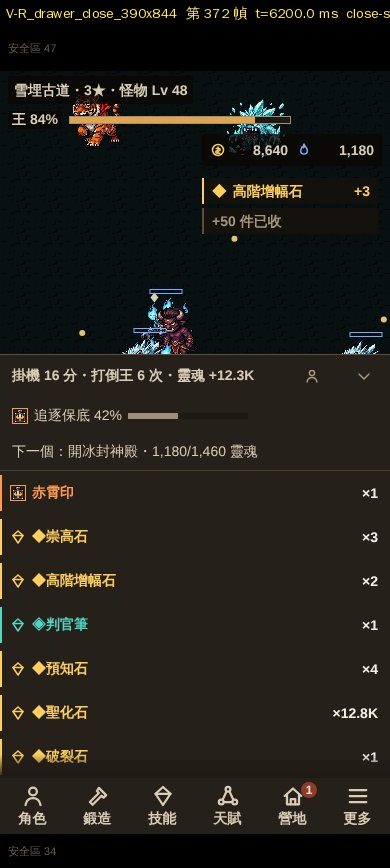 V-R_drawer_close_390x844 第 372 幀 t=6200.0 ms close-s
安全區 47
雪埋古道・3★・怪物 Lv 48
王 84%
8,640 1,180
◆ 高階增幅石 +3
+50 件已收
掛機 16 分・打倒王 6 次・靈魂 +12.3K
追逐保底 42%
下一個：開冰封神殿・1,180/1,460 靈魂
赤霄印 ×1
◆崇高石 ×3
◆高階增幅石 ×2
◈判官筆 ×1
◆預知石 ×4
◆聖化石 ×12.8K
◆破裂石
1
角色 鍛造 技能 天賦 營地 更多
安全區 34